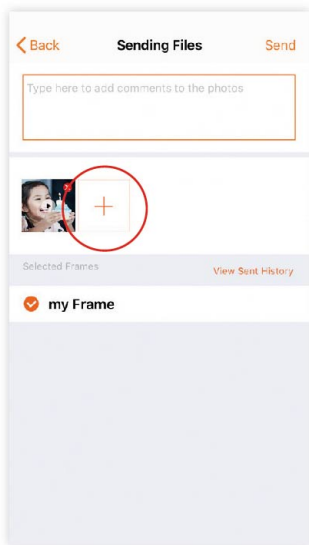 Back Sending Files Send
Type here to add comments to the photos
Selected Frames View Sent History
my Frame